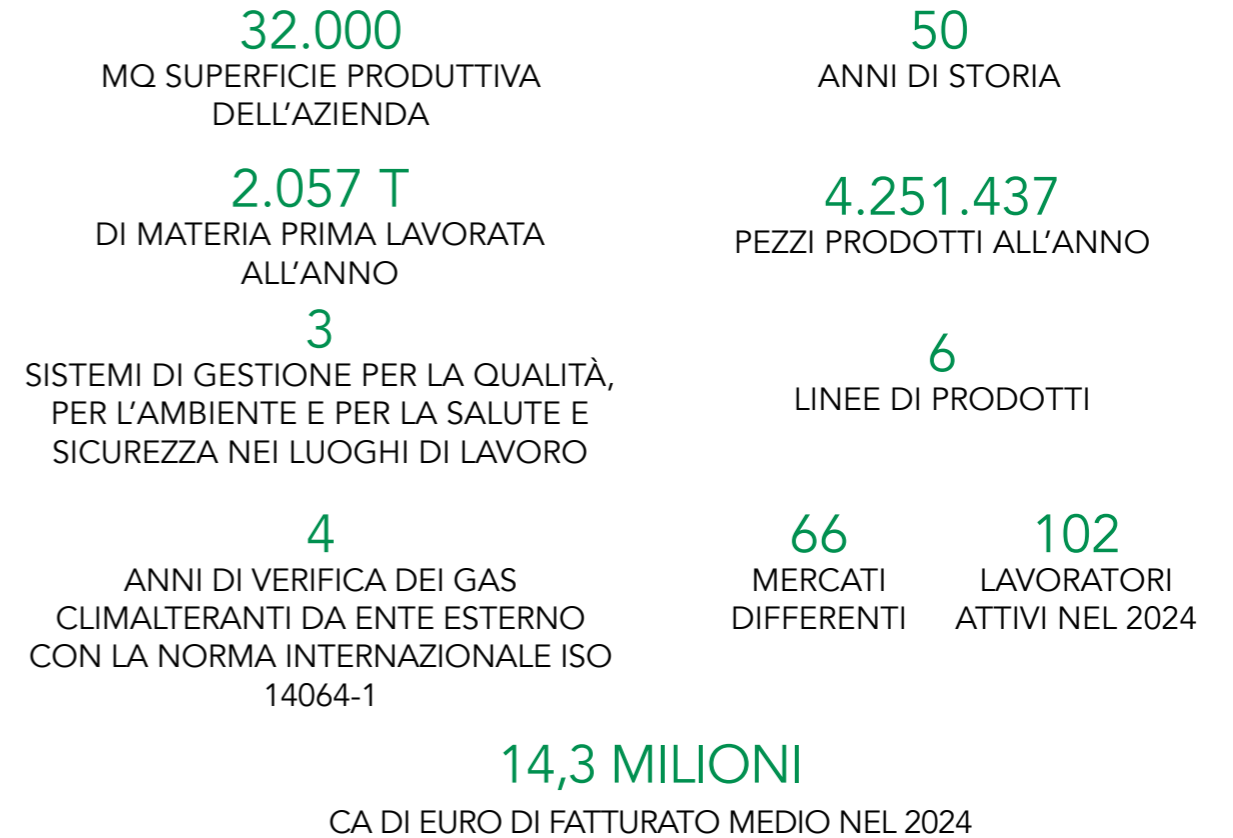 32.000
MQ SUPERFICIE PRODUTTIVA
DELL'AZIENDA
50
ANNI DI STORIA
2.057 T
DI MATERIA PRIMA LAVORATA
ALL'ANNO
4.251.437
PEZZI PRODOTTI ALL'ANNO
3
SISTEMI DI GESTIONE PER LA QUALITÀ,
PER L'AMBIENTE E PER LA SALUTE E
SICUREZZA NEI LUOGHI DI LAVORO
6
LINEE DI PRODOTTI
4
ANNI DI VERIFICA DEI GAS
CLIMALTERANTI DA ENTE ESTERNO
CON LA NORMA INTERNAZIONALE ISO
14064-1
66
MERCATI
DIFFERENTI
102
LAVORATORI
ATTIVI NEL 2024
14,3 MILIONI
CA DI EURO DI FATTURATO MEDIO NEL 2024